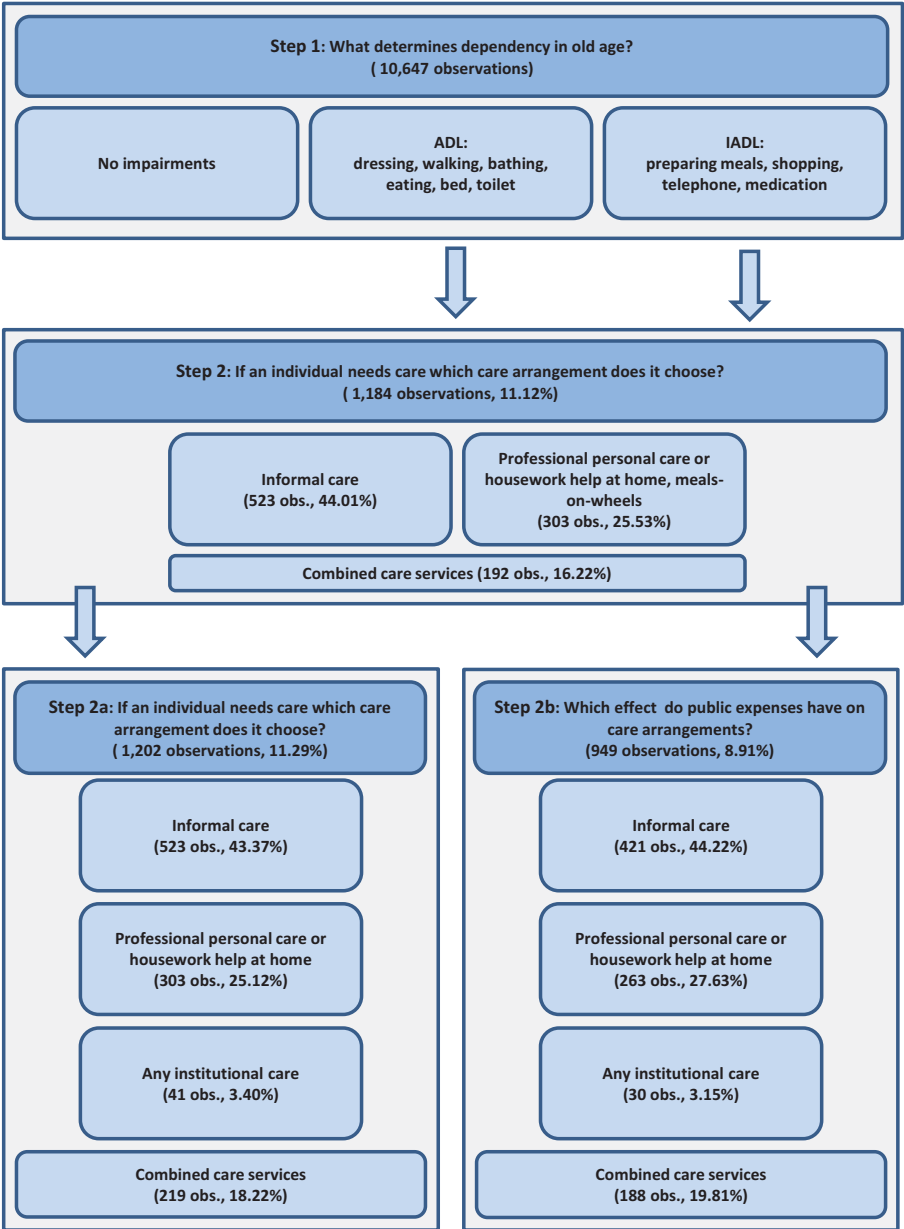 Step 1: What determines dependency in old age?
( 10,647 observations)
No impairments
ADL:
dressing, walking, bathing,
eating, bed, toilet
IADL:
preparing meals, shopping,
telephone, medication
Step 2: If an individual needs care which care arrangement does it choose?
( 1,184 observations, 11.12%)
Informal care
(523 obs., 44.01%)
Professional personal care or
housework help at home, meals-
on-wheels
(303 obs., 25.53%)
Combined care services (192 obs., 16.22%)
Step 2a: If an individual needs care which care
arrangement does it choose?
( 1,202 observations, 11.29%)
Informal care
(523 obs., 43.37%)
Professional personal care or
housework help at home
(303 obs., 25.12%)
Any institutional care
(41 obs., 3.40%)
Combined care services
(219 obs., 18.22%)
Step 2b: Which effect do public expenses have on
care arrangements?
(949 observations, 8.91%)
Informal care
(421 obs., 44.22%)
Professional personal care or
housework help at home
(263 obs., 27.63%)
Any institutional care
(30 obs., 3.15%)
Combined care services
(188 obs., 19.81%)